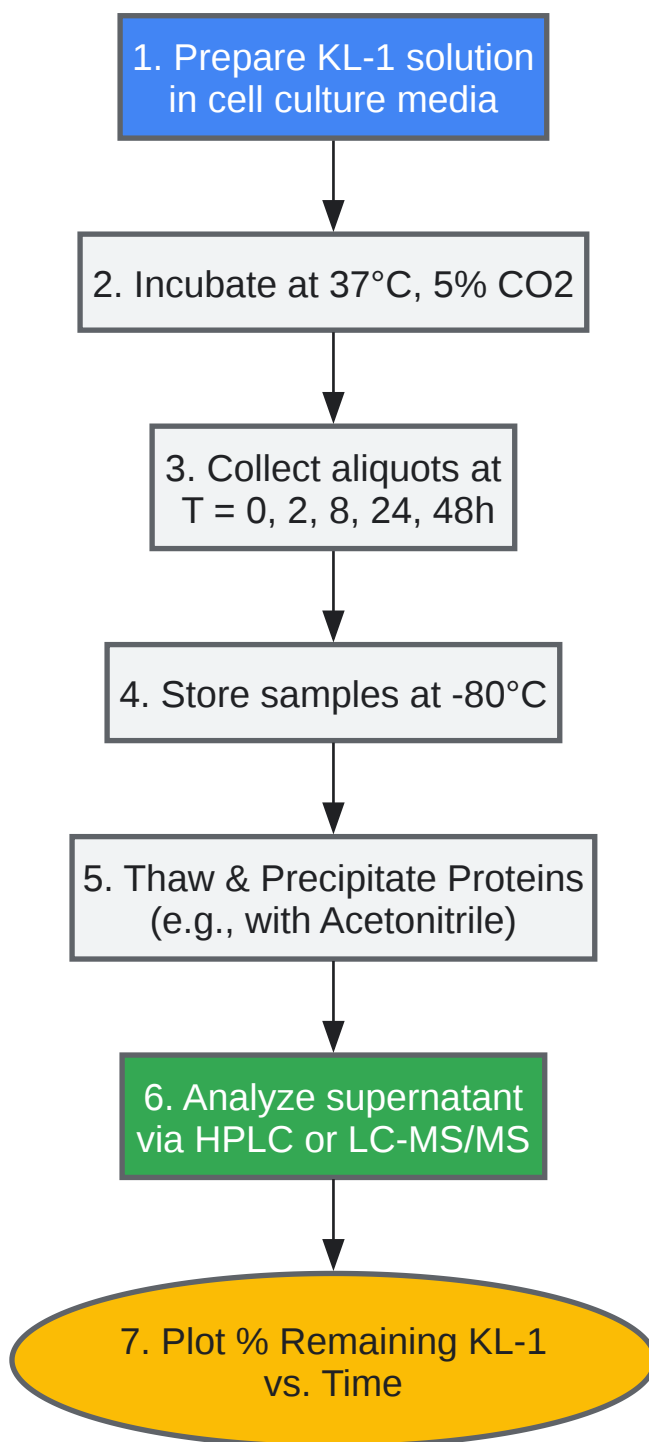 1. Prepare KL-1 solution
in cell culture media
2. Incubate at 37°C, 5% CO2
3. Collect aliquots at
T = 0, 2, 8, 24, 48h
4. Store samples at -80°C
5. Thaw & Precipitate Proteins
(e.g., with Acetonitrile)
6. Analyze supernatant
via HPLC or LC-MS/MS
7. Plot % Remaining KL-1
vs. Time